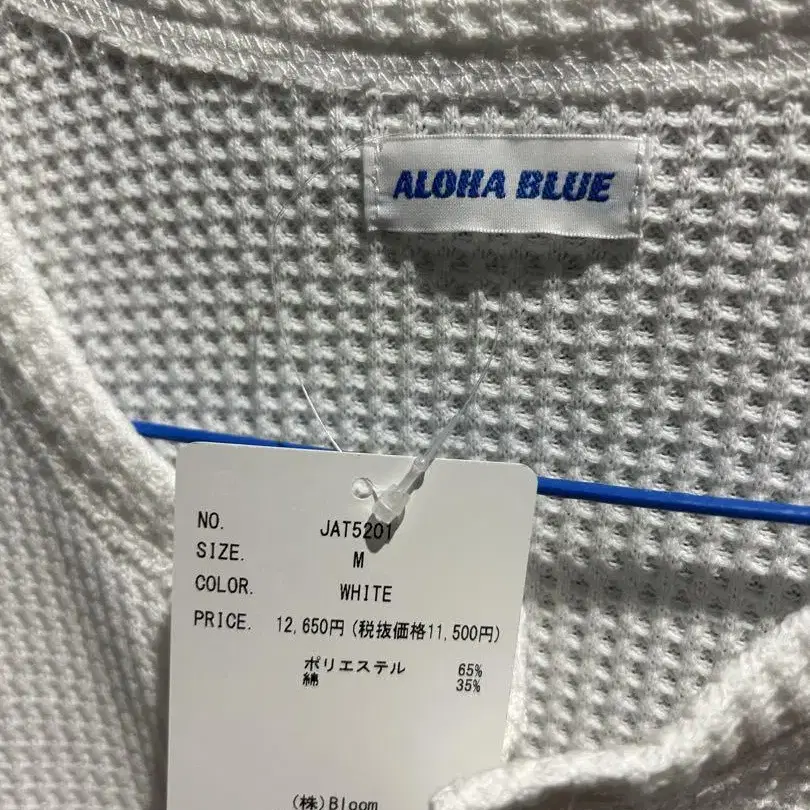 ALOHA BLUE
NO. JAT5201
SIZE. M
COLOR. WHITE
PRICE. 12,650円(税抜価格11,500円)
ポリエステル 65%
綿 35%
(株)Bloom